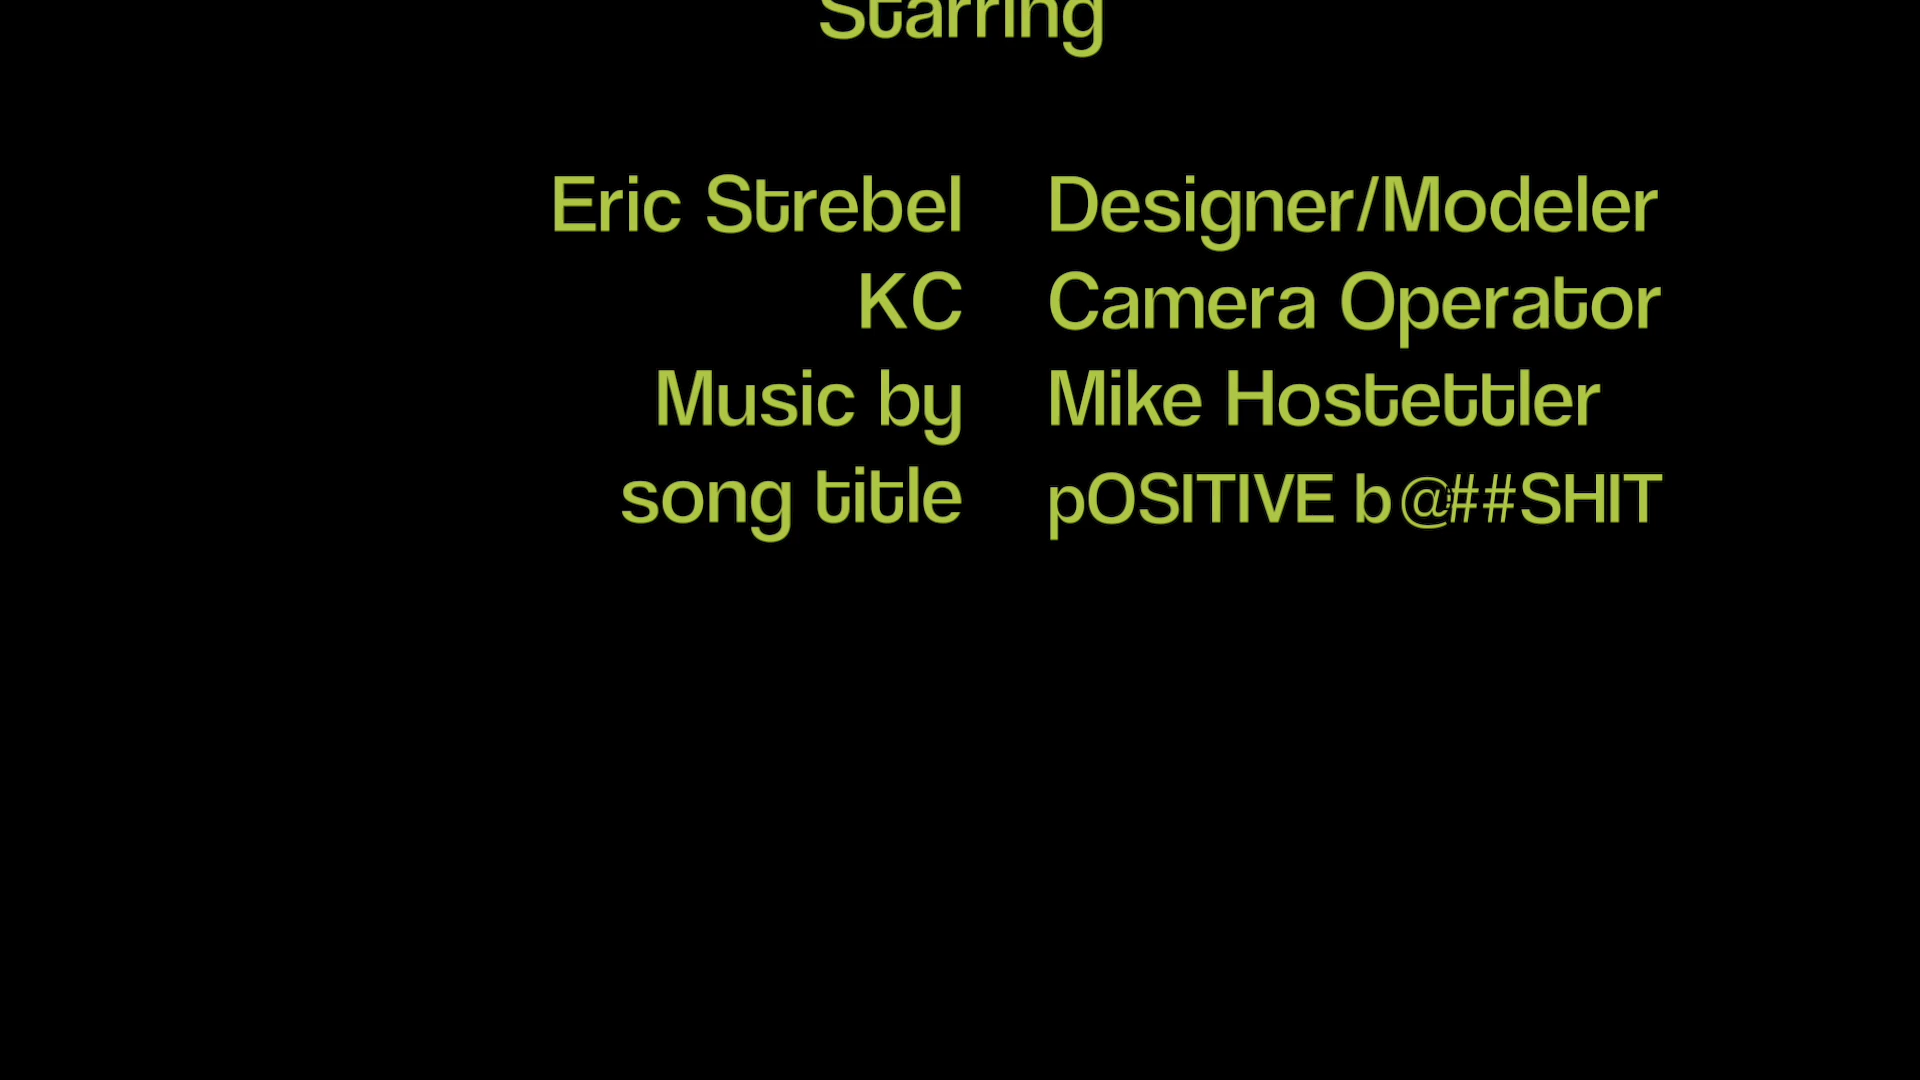 Starring
Eric Strebel Designer/Modeler
KC Camera Operator
Music by Mike Hostettler
song title pOSITIVE b@##SHIT